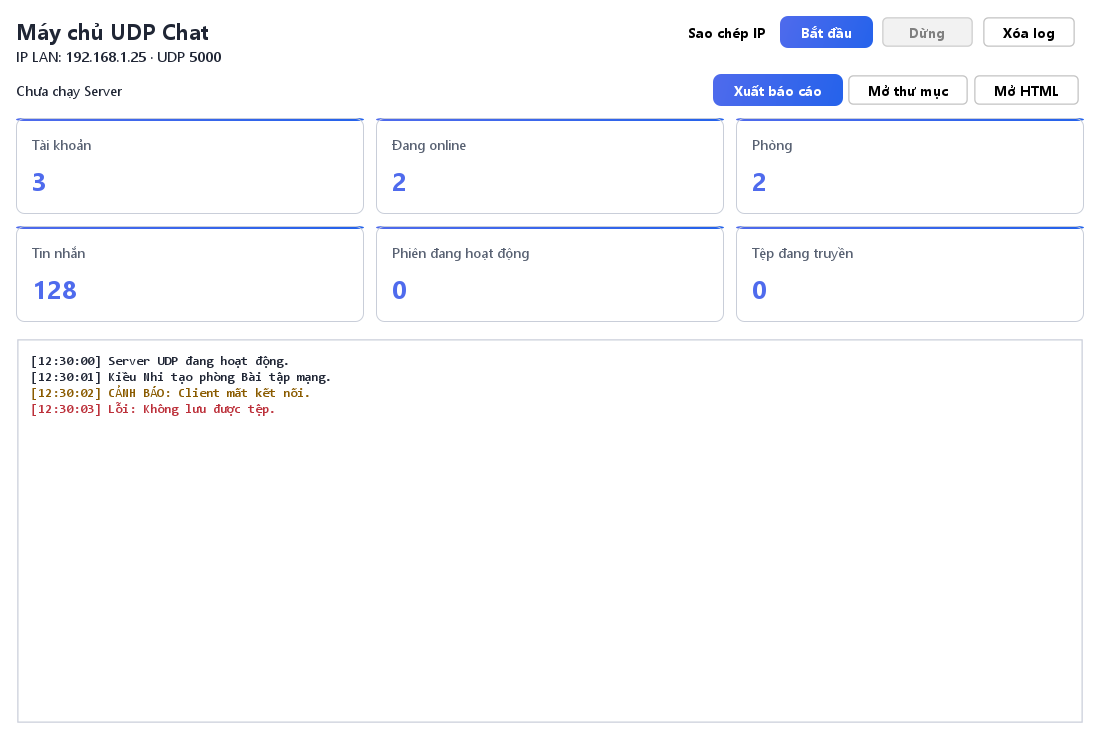 Máy chủ UDP Chat
IP LAN: 192.168.1.25 · UDP 5000
Sao chép IP
Bắt đầu
Dừng
Xóa log
Chưa chạy Server
Xuất báo cáo
Mở thư mục
Mở HTML
Tài khoản
3
Đang online
2
Phòng
2
Tin nhắn
128
Phiên đang hoạt động
0
Tệp đang truyền
0
[12:30:00] Server UDP đang hoạt động.
[12:30:01] Kiều Nhi tạo phòng Bài tập mạng.
[12:30:02] CẢNH BÁO: Client mất kết nối.
[12:30:03] Lỗi: Không lưu được tệp.